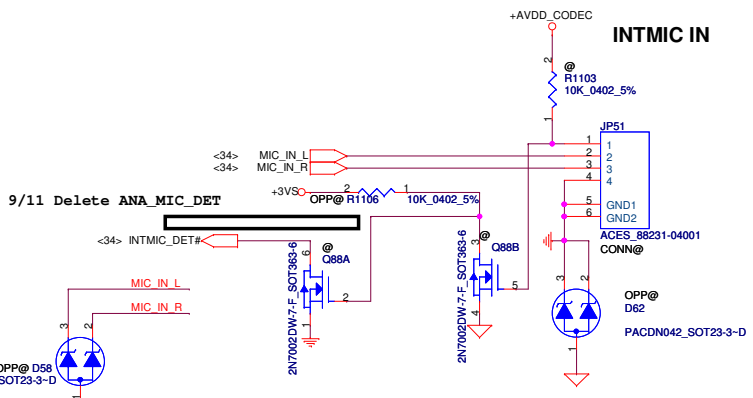 +AVDD_CODEC
INTMIC IN
2
@
R1103
10K_0402_5%
1
JP51
<34> MIC_IN_L
<34> MIC_IN_R
1 1
2 2
3 3
4 4
5 GND1
6 GND2
ACES_88231-04001
CONN@
+3VS
2 1
OPP@ R1106
10K_0402_5%
9/11 Delete ANA_MIC_DET
<34> INTMIC_DET#
6
@
Q88A
2
1
2N7002DW-7-F_SOT363-6
3
@
Q88B
5
4
2N7002DW-7-F_SOT363-6
MIC_IN_L
MIC_IN_R
3 2
OPP@ D58
SOT23-3~D
1
3 2
OPP@
D62
PACDN042_SOT23-3~D
1